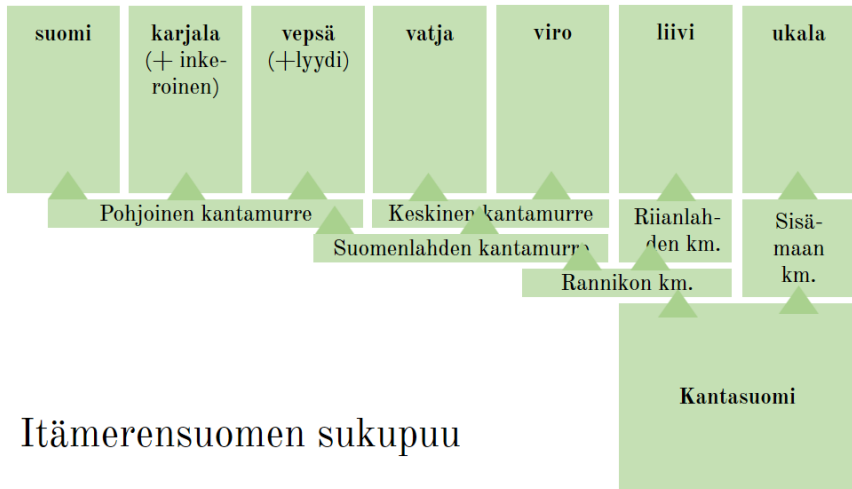 suomi
karjala
(+ inke-
roinen)
vepsä
(+lyydi)
vatja
viro
liivi
ukala
Pohjoinen kantamurre
Keskinen kantamurre
Riianlah-
den km.
Sisä-
maan
km.
Suomenlahden kantamurre
Rannikon km.
Kantasuomi
Itämerensuomen sukupuu